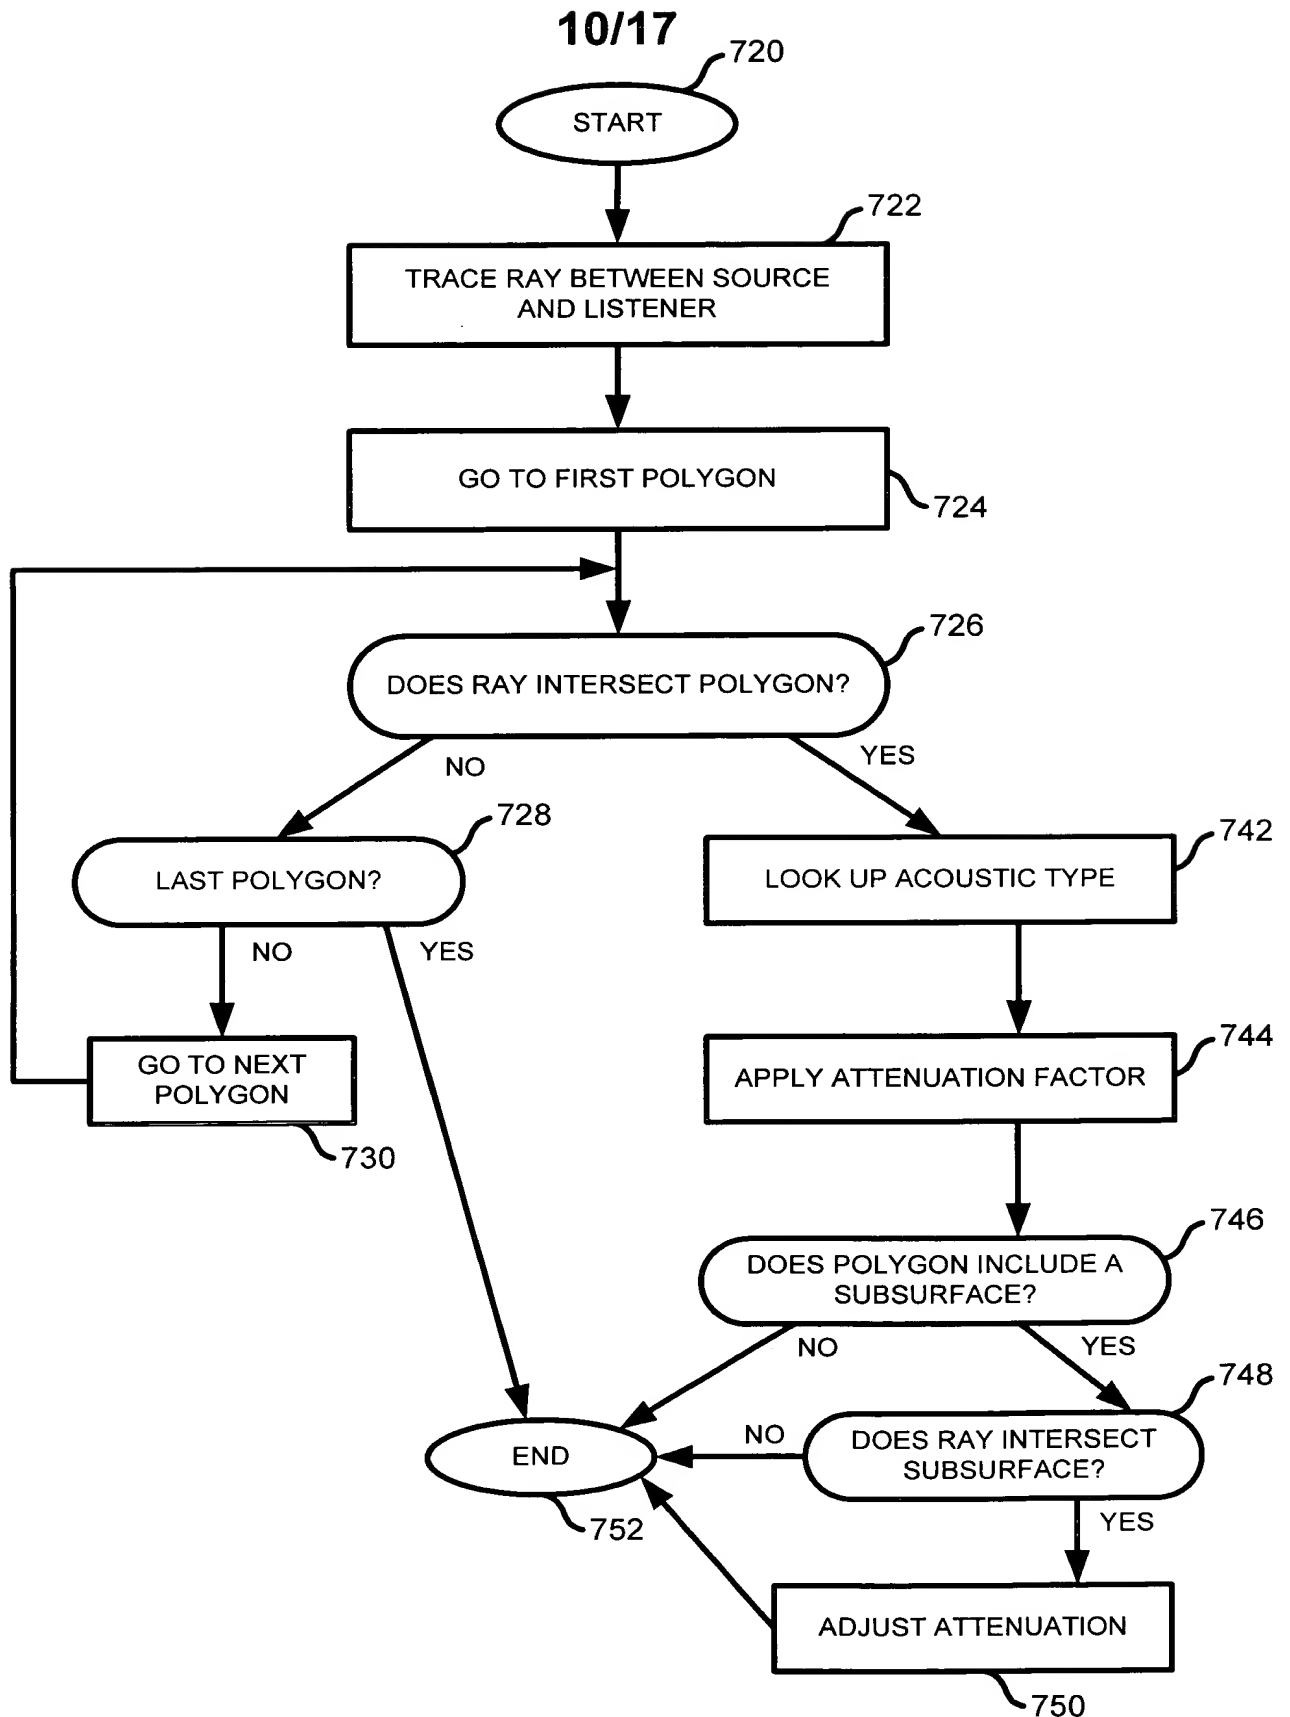 10/17
720
START
722
TRACE RAY BETWEEN SOURCE
AND LISTENER
GO TO FIRST POLYGON
724
726
DOES RAY INTERSECT POLYGON?
NO
YES
728
LAST POLYGON?
742
LOOK UP ACOUSTIC TYPE
NO
YES
GO TO NEXT
POLYGON
730
744
APPLY ATTENUATION FACTOR
746
DOES POLYGON INCLUDE A
SUBSURFACE?
NO
YES
748
DOES RAY INTERSECT
SUBSURFACE?
NO
END
752
YES
ADJUST ATTENUATION
750